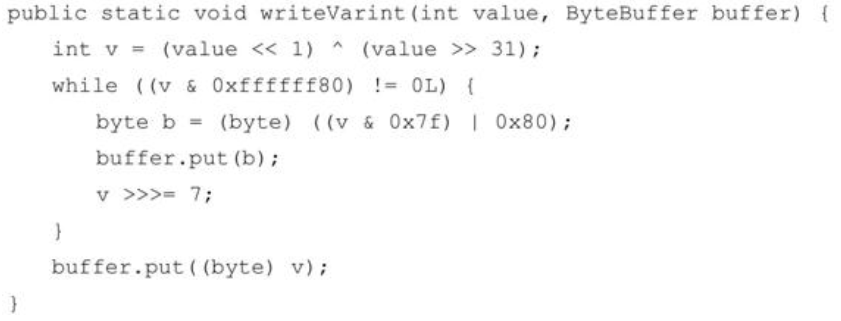 public static void writeVarint(int value, ByteBuffer buffer) {
    int v = (value << 1) ^ (value >> 31);
    while ((v & 0xffffff80) != 0L) {
        byte b = (byte) ((v & 0x7f) | 0x80);
        buffer.put(b);
        v >>>= 7;
    }
    buffer.put((byte) v);
}